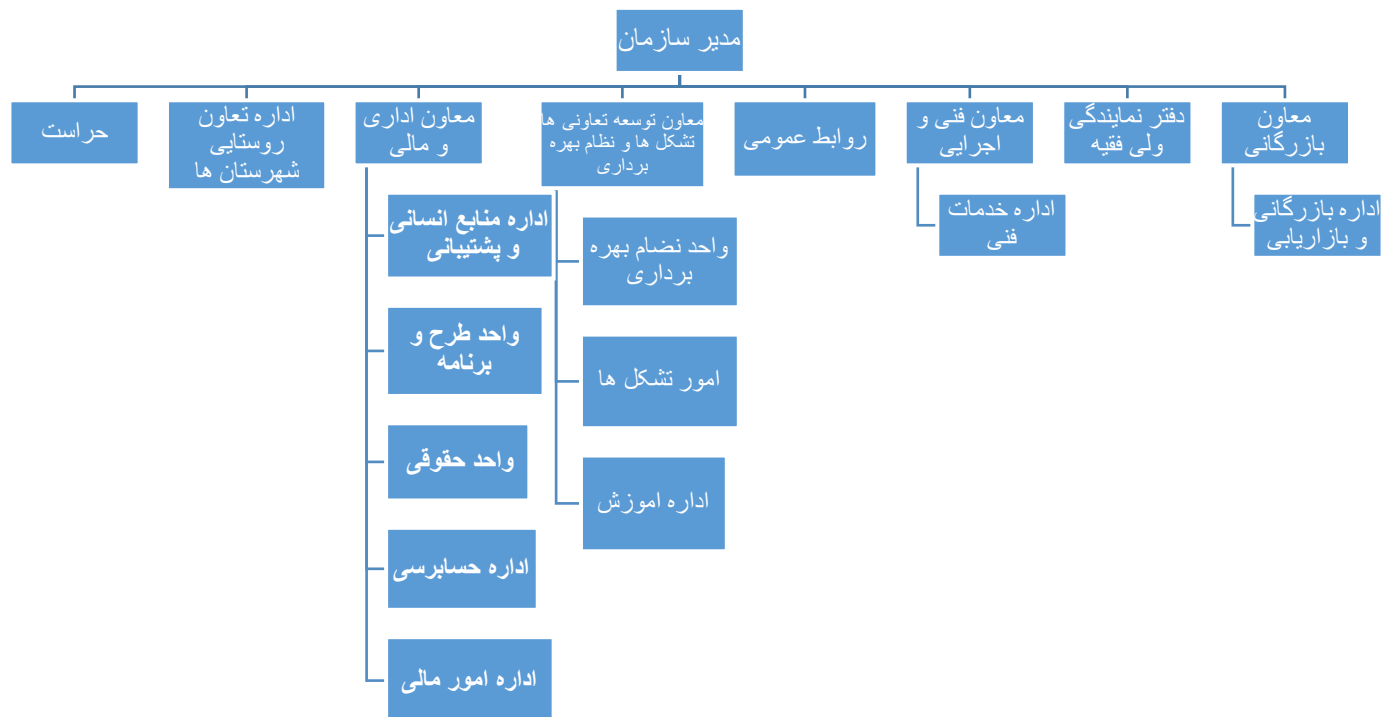 مدیر سازمان
معاون
بازرگانی
دفتر نمایندگی
ولی فقیه
معاون فنی و
اجرایی
روابط عمومی
معاون توسعه تعاونی ها
تشکل ها و نظام بهره
برداری
معاون اداری
و مالی
اداره تعاون
روستایی
شهرستان ها
حراست
اداره بازرگانی
و بازاریابی
اداره خدمات
فنی
واحد نضام بهره
برداری
امور تشکل ها
اداره اموزش
اداره منابع انسانی
و پشتیبانی
واحد طرح و
برنامه
واحد حقوقی
اداره حسابرسی
اداره امور مالی